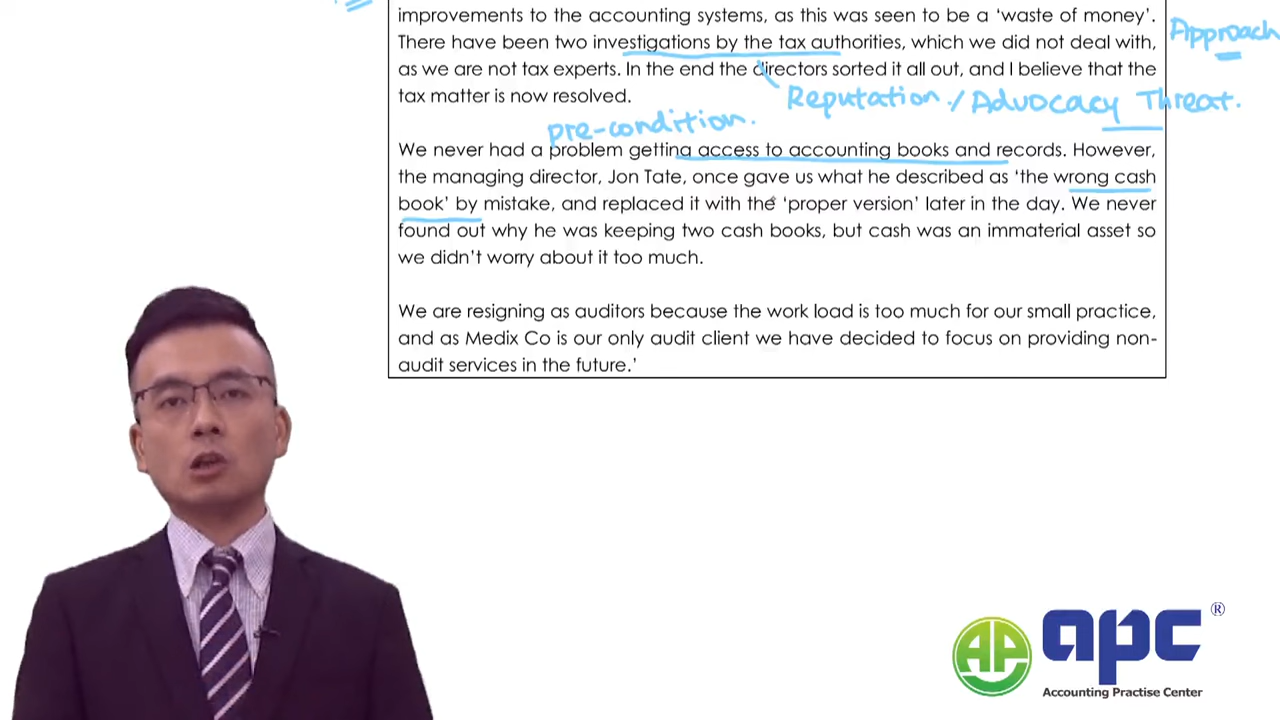 improvements to the accounting systems, as this was seen to be a ‘waste of money’.
Approach
There have been two investigations by the tax authorities, which we did not deal with,
as we are not tax experts. In the end the directors sorted it all out, and I believe that the
tax matter is now resolved.
Reputation. / Advocacy Threat.
pre-condition.
We never had a problem getting access to accounting books and records. However,
the managing director, Jon Tate, once gave us what he described as ‘the wrong cash
book’ by mistake, and replaced it with the ‘proper version’ later in the day. We never
found out why he was keeping two cash books, but cash was an immaterial asset so
we didn’t worry about it too much.
We are resigning as auditors because the work load is too much for our small practice,
and as Medix Co is our only audit client we have decided to focus on providing non-
audit services in the future.’
APC
apc®
Accounting Practise Center